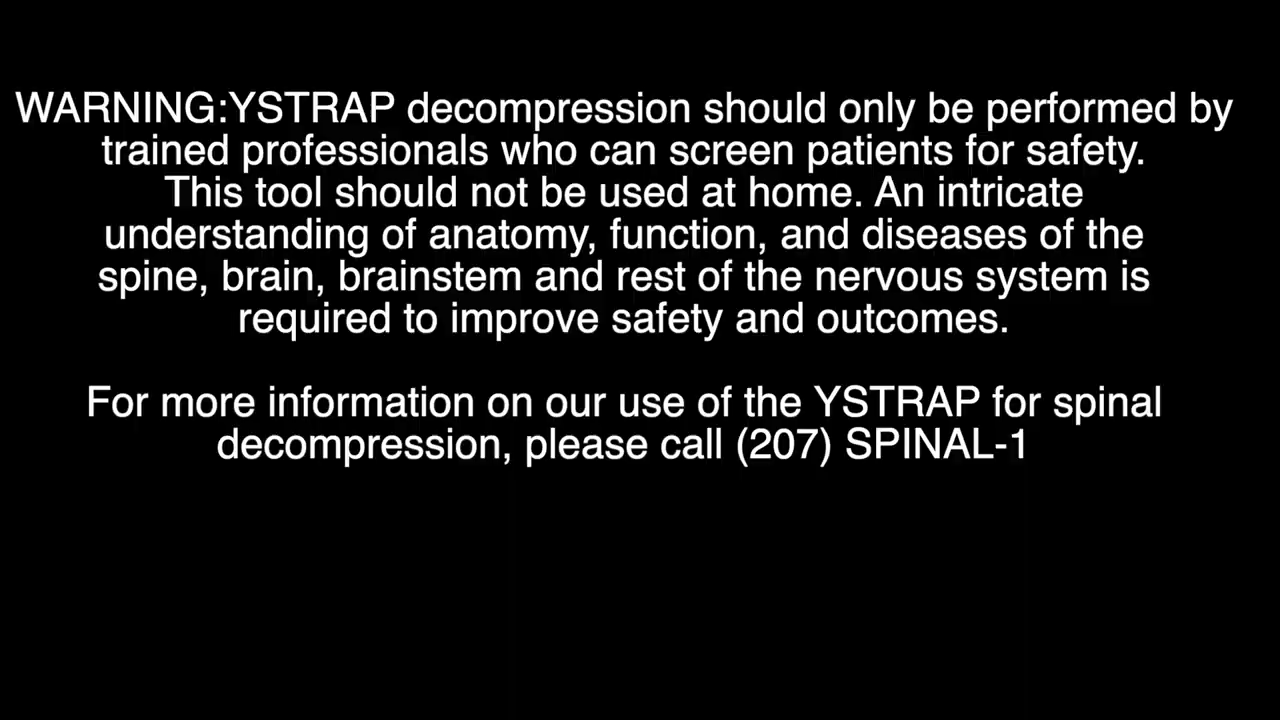 WARNING:YSTRAP decompression should only be performed by
trained professionals who can screen patients for safety.
This tool should not be used at home. An intricate
understanding of anatomy, function, and diseases of the
spine, brain, brainstem and rest of the nervous system is
required to improve safety and outcomes.
For more information on our use of the YSTRAP for spinal
decompression, please call (207) SPINAL-1